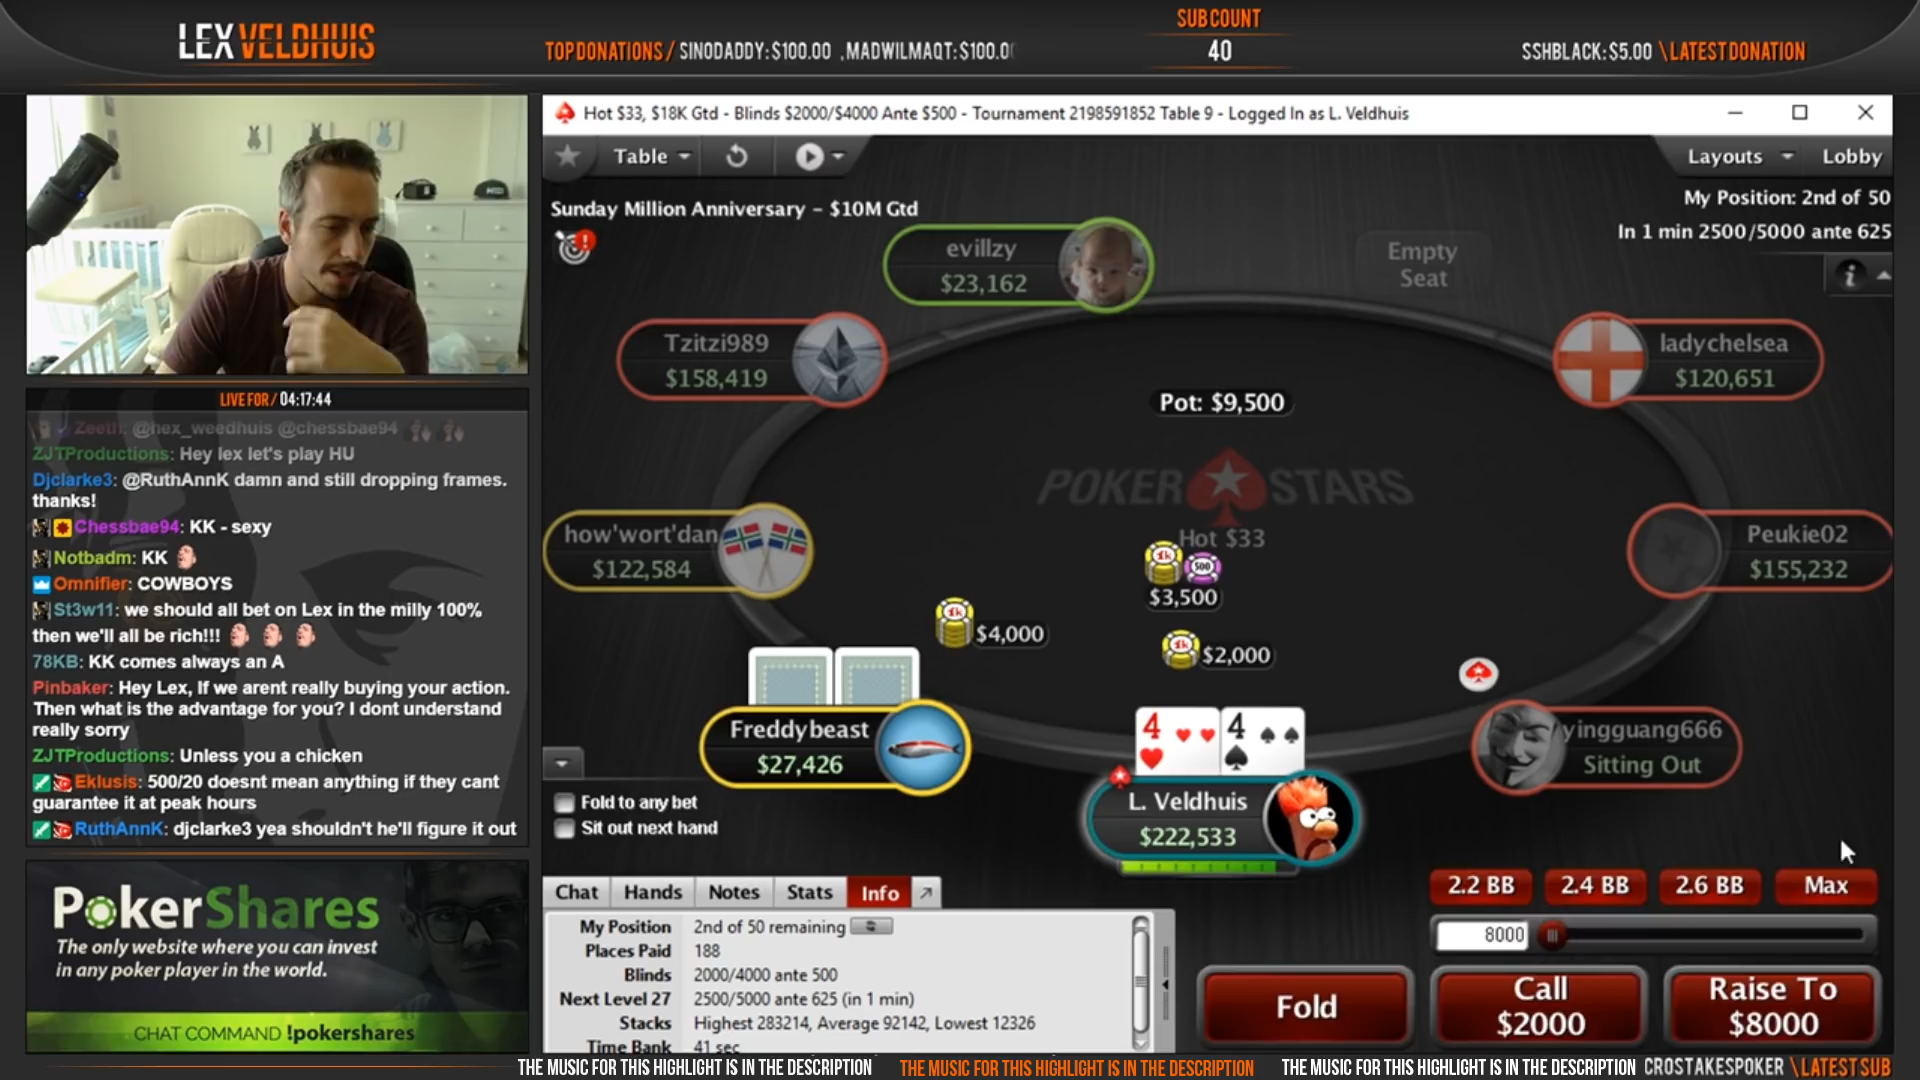 LEX VELDHUIS
TOP DONATIONS / SINODADDY: $100.00 , MADWILMAQT: $100.0
SUB COUNT
40
SSHBLACK: $5.00 \ LATEST DONATION
Hot $33, $18K Gtd - Blinds $2000/$4000 Ante $500 - Tournament 2198591852 Table 9 - Logged In as L. Veldhuis
Table
Layouts
Lobby
Sunday Million Anniversary – $10M Gtd
My Position: 2nd of 50
In 1 min 2500/5000 ante 625
evillzy
$23,162
Empty
Seat
Tzitzi989
$158,419
ladychelsea
$120,651
Pot: $9,500
POKER STARS
Hot $33
how'wort'dan
$122,584
Peukie02
$155,232
1k
500
$3,500
1k
$4,000
1k
$2,000
Freddybeast
$27,426
4
4
yingguang666
Sitting Out
L. Veldhuis
$222,533
Fold to any bet
Sit out next hand
LIVE FOR / 04:17:44
Zeeth: @hex_weedhuis @chessbae94
ZJTProductions: Hey lex let's play HU
Djclarke3: @RuthAnnK damn and still dropping frames.
thanks!
Chessbae94: KK - sexy
Notbadm: KK
Omnifier: COWBOYS
St3w11: we should all bet on Lex in the milly 100%
then we'll all be rich!!!
78KB: KK comes always an A
Pinbaker: Hey Lex, If we arent really buying your action.
Then what is the advantage for you? I dont understand
really sorry
ZJTProductions: Unless you a chicken
Eklusis: 500/20 doesnt mean anything if they cant
guarantee it at peak hours
RuthAnnK: djclarke3 yea shouldn't he'll figure it out
PokerShares
The only website where you can invest
in any poker player in the world.
CHAT COMMAND !pokershares
Chat Hands Notes Stats Info
My Position 2nd of 50 remaining
Places Paid 188
Blinds 2000/4000 ante 500
Next Level 27 2500/5000 ante 625 (in 1 min)
Stacks Highest 283214, Average 92142, Lowest 12326
Time Bank 41 sec
2.2 BB
2.4 BB
2.6 BB
Max
8000
Fold
Call
$2000
Raise To
$8000
THE MUSIC FOR THIS HIGHLIGHT IS IN THE DESCRIPTION THE MUSIC FOR THIS HIGHLIGHT IS IN THE DESCRIPTION THE MUSIC FOR THIS HIGHLIGHT IS IN THE DESCRIPTION CROSTAKESPOKER \ LATEST SUB